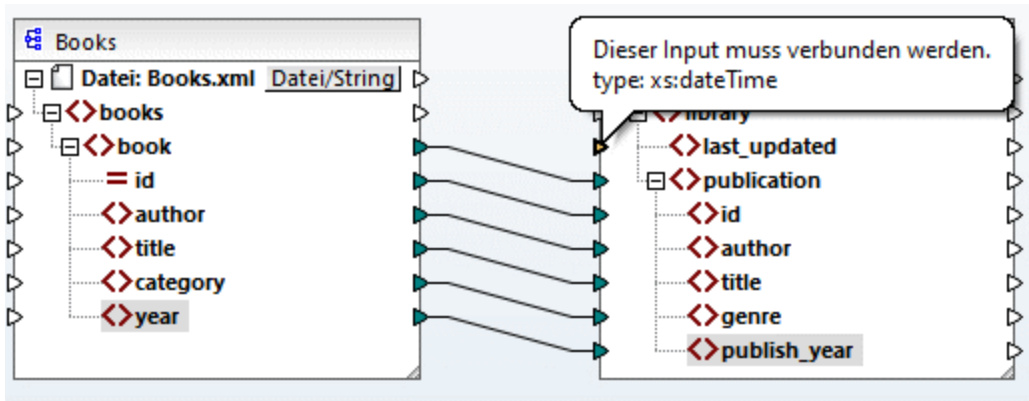 Books
Datei: Books.xml Datei/String
books
book
id
author
title
category
year
Dieser Input muss verbunden werden.
type: xs:dateTime
library
last_updated
publication
id
author
title
genre
publish_year